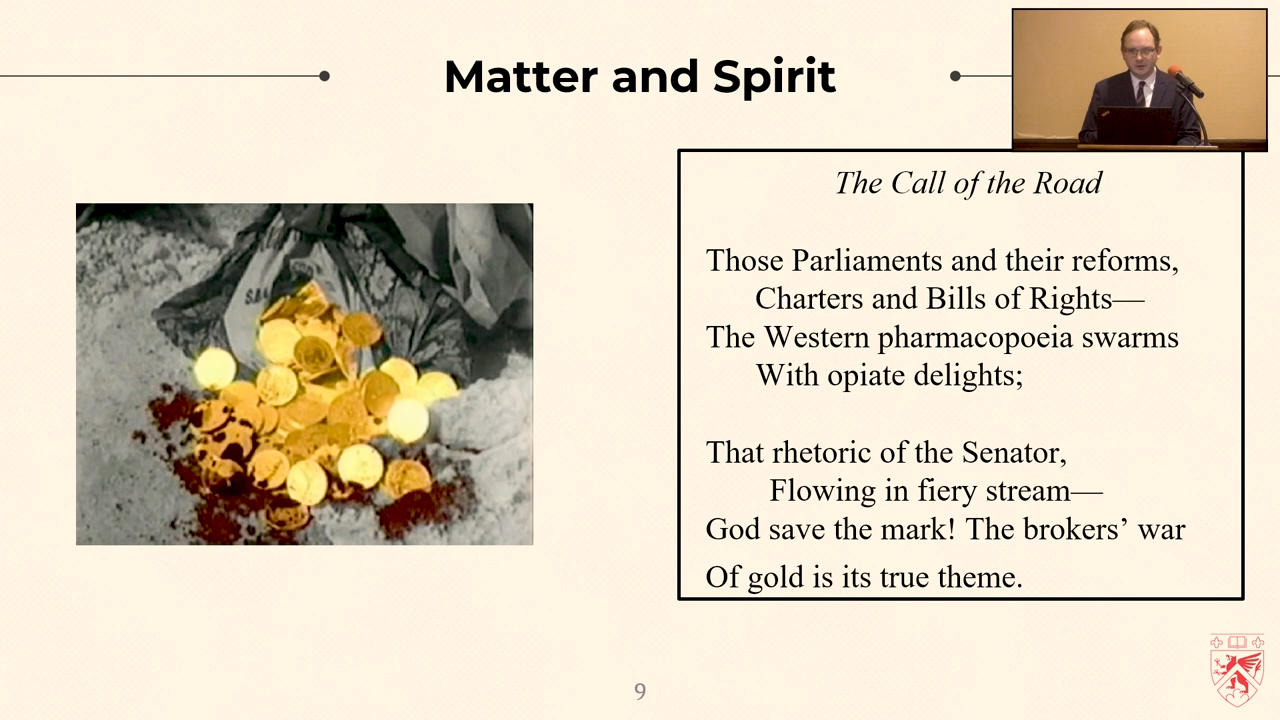 Matter and Spirit
The Call of the Road
Those Parliaments and their reforms,
Charters and Bills of Rights—
The Western pharmacopoeia swarms
With opiate delights;
That rhetoric of the Senator,
Flowing in fiery stream—
God save the mark! The brokers’ war
Of gold is its true theme.
9